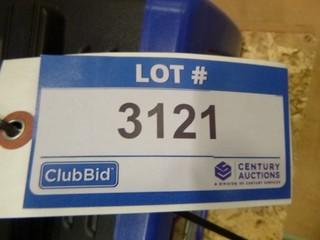 LOT #
3121
ClubBid
CENTURY
AUCTIONS
A DIVISION OF CENTURY SERVICES